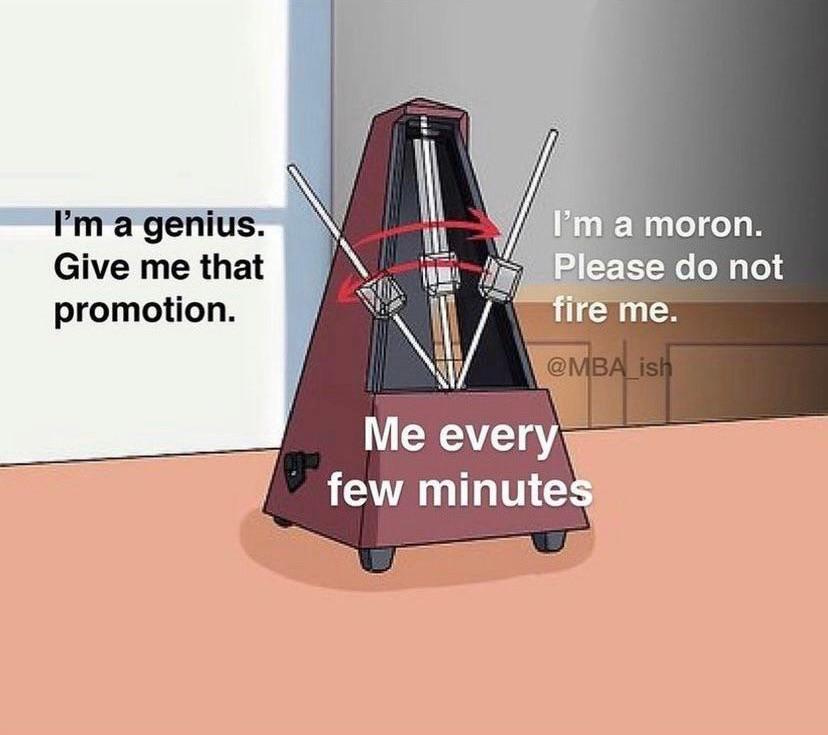 I'm a genius.
Give me that
promotion.
I'm a moron.
Please do not
fire me.
@MBA_ish
Me every
few minutes